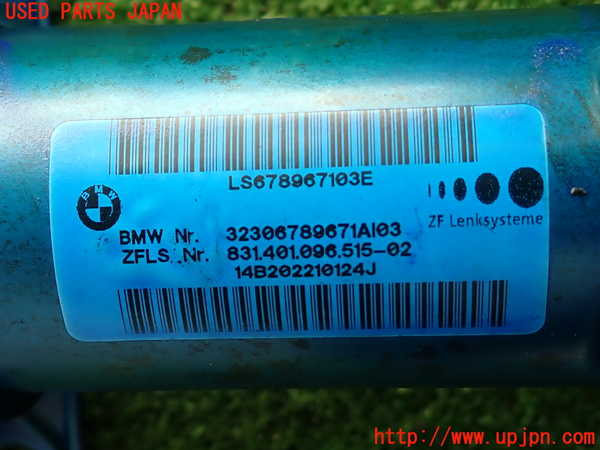 USED PARTS JAPAN
LS678967103E
BMW
ZF Lenksysteme
BMW Nr. 32306789671AI03
ZFLS. Nr. 831.401.096.515-02
14B202210124J
http://www.upjpn.com/